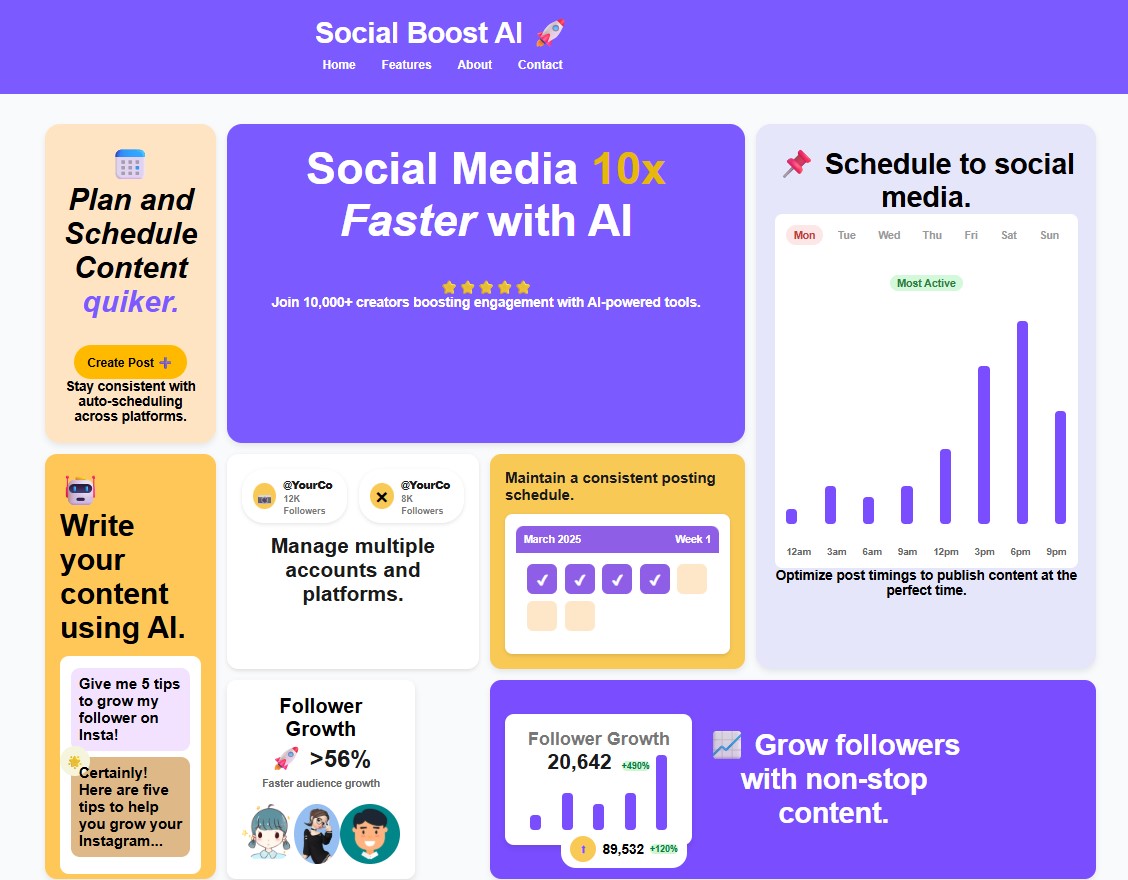 Social Boost AI 🚀
Home Features About Contact
Plan and
Schedule
Content
quiker.
Create Post ➕
Stay consistent with
auto-scheduling
across platforms.
Social Media 10x
Faster with AI
⭐⭐⭐⭐⭐
Join 10,000+ creators boosting engagement with AI-powered tools.
📌 Schedule to social
media.
Mon Tue Wed Thu Fri Sat Sun
Most Active
12am 3am 6am 9am 12pm 3pm 6pm 9pm
Optimize post timings to publish content at the
perfect time.
Write
your
content
using AI.
Give me 5 tips
to grow my
follower on
Insta!
Certainly!
Here are five
tips to help
you grow your
Instagram...
@YourCo
12K
Followers
@YourCo
8K
Followers
Manage multiple
accounts and
platforms.
Maintain a consistent posting
schedule.
March 2025 Week 1
✔ ✔ ✔ ✔
Follower
Growth
🚀 >56%
Faster audience growth
Follower Growth
20,642 +490%
89,532 +120%
📈 Grow followers
with non-stop
content.